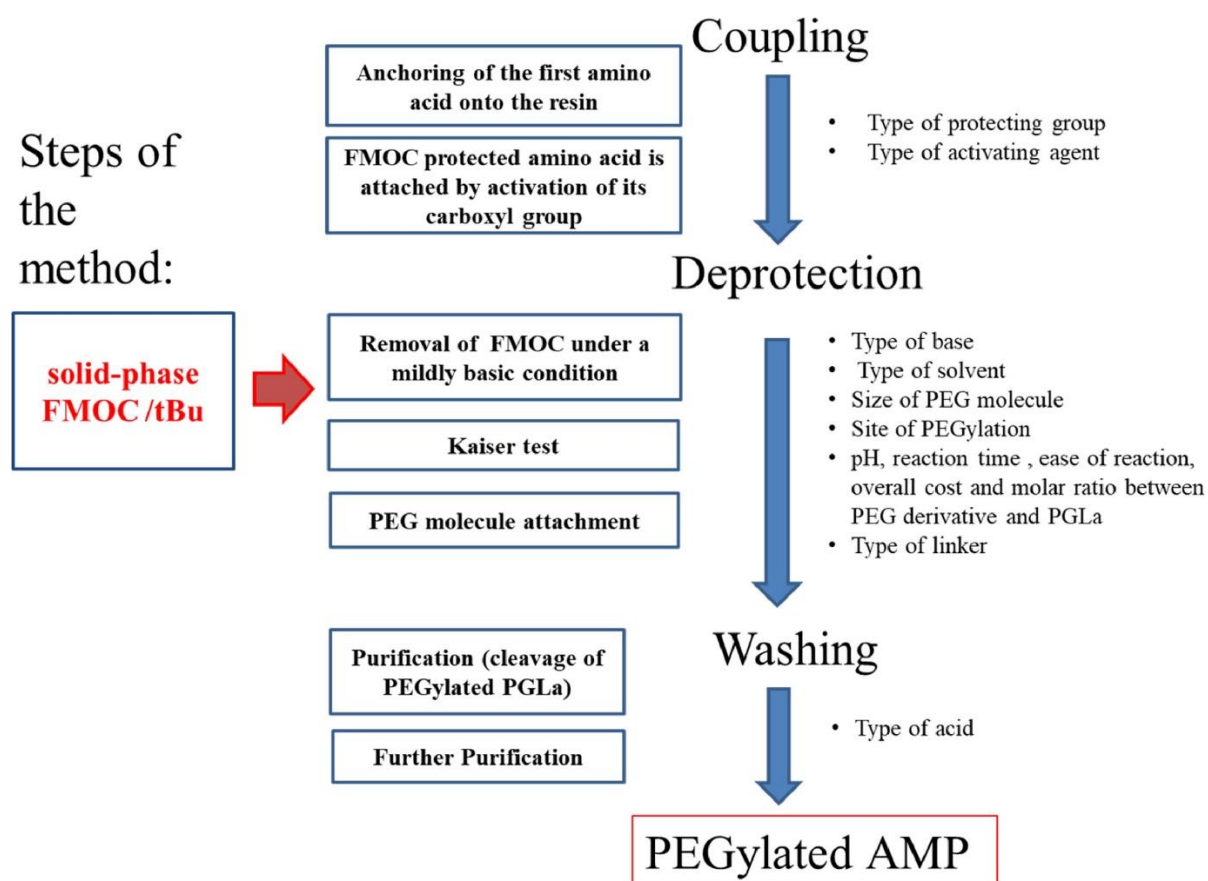 Steps of
the
method:
solid-phase
FMOC /tBu
Coupling
Anchoring of the first amino
acid onto the resin
FMOC protected amino acid is
attached by activation of its
carboxyl group
• Type of protecting group
• Type of activating agent
Deprotection
Removal of FMOC under a
mildly basic condition
Kaiser test
PEG molecule attachment
• Type of base
• Type of solvent
• Size of PEG molecule
• Site of PEGylation
• pH, reaction time , ease of reaction,
overall cost and molar ratio between
PEG derivative and PGLa
• Type of linker
Washing
Purification (cleavage of
PEGylated PGLa)
Further Purification
• Type of acid
PEGylated AMP